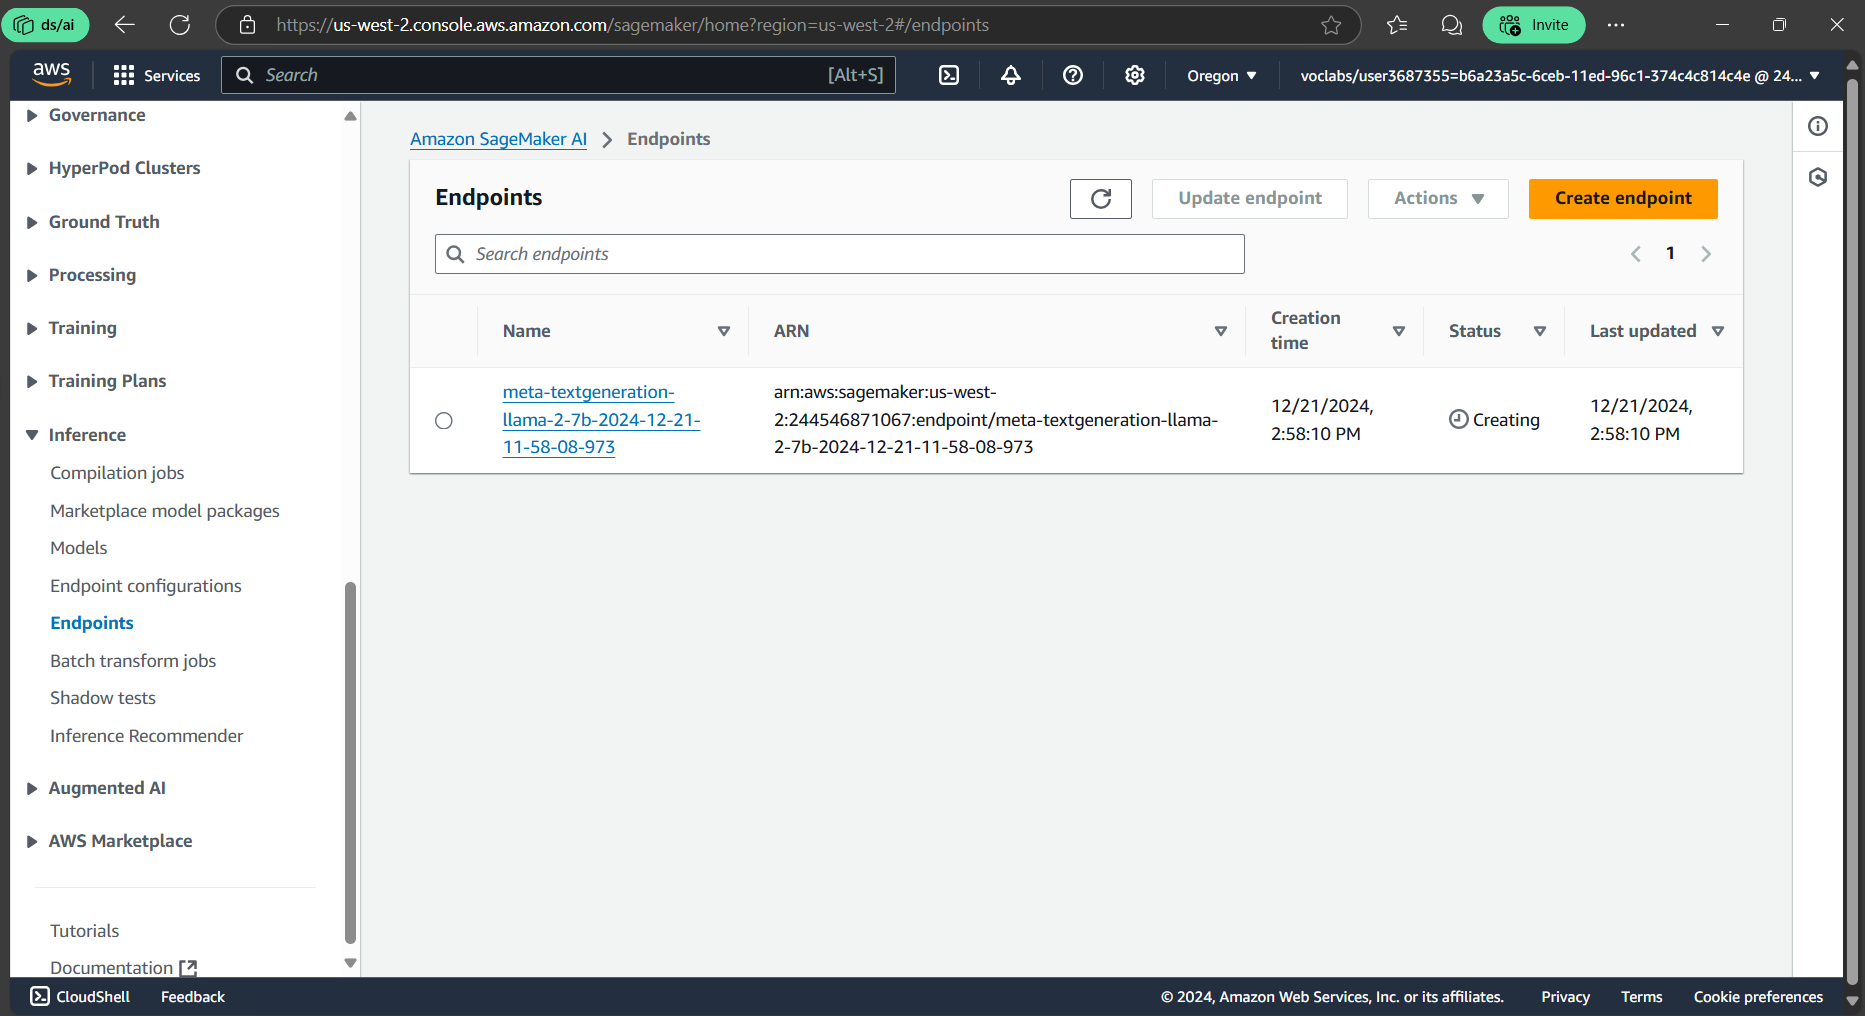 ds/ai
https://us-west-2.console.aws.amazon.com/sagemaker/home?region=us-west-2#/endpoints
Invite
aws
Services
Search
[Alt+S]
Oregon
voclabs/user3687355=b6a23a5c-6ceb-11ed-96c1-374c4c814c4e @ 24...
Governance
HyperPod Clusters
Ground Truth
Processing
Training
Training Plans
Inference
Compilation jobs
Marketplace model packages
Models
Endpoint configurations
Endpoints
Batch transform jobs
Shadow tests
Inference Recommender
Augmented AI
AWS Marketplace
Tutorials
Documentation
Amazon SageMaker AI
Endpoints
Endpoints
Update endpoint
Actions
Create endpoint
Search endpoints
1
Name
ARN
Creation
time
Status
Last updated
meta-textgeneration-
llama-2-7b-2024-12-21-
11-58-08-973
arn:aws:sagemaker:us-west-
2:244546871067:endpoint/meta-textgeneration-llama-
2-7b-2024-12-21-11-58-08-973
12/21/2024,
2:58:10 PM
Creating
12/21/2024,
2:58:10 PM
CloudShell
Feedback
© 2024, Amazon Web Services, Inc. or its affiliates.
Privacy
Terms
Cookie preferences